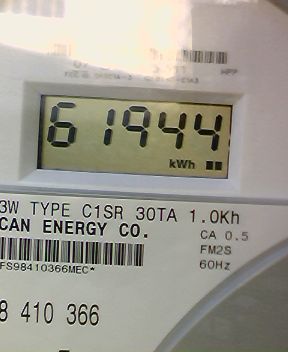 61944
kWh
3W TYPE C1SR 30TA 1.0Kh
CAN ENERGY CO.
CA 0.5
FM2S
60Hz
FS98410366MEC*
8 410 366